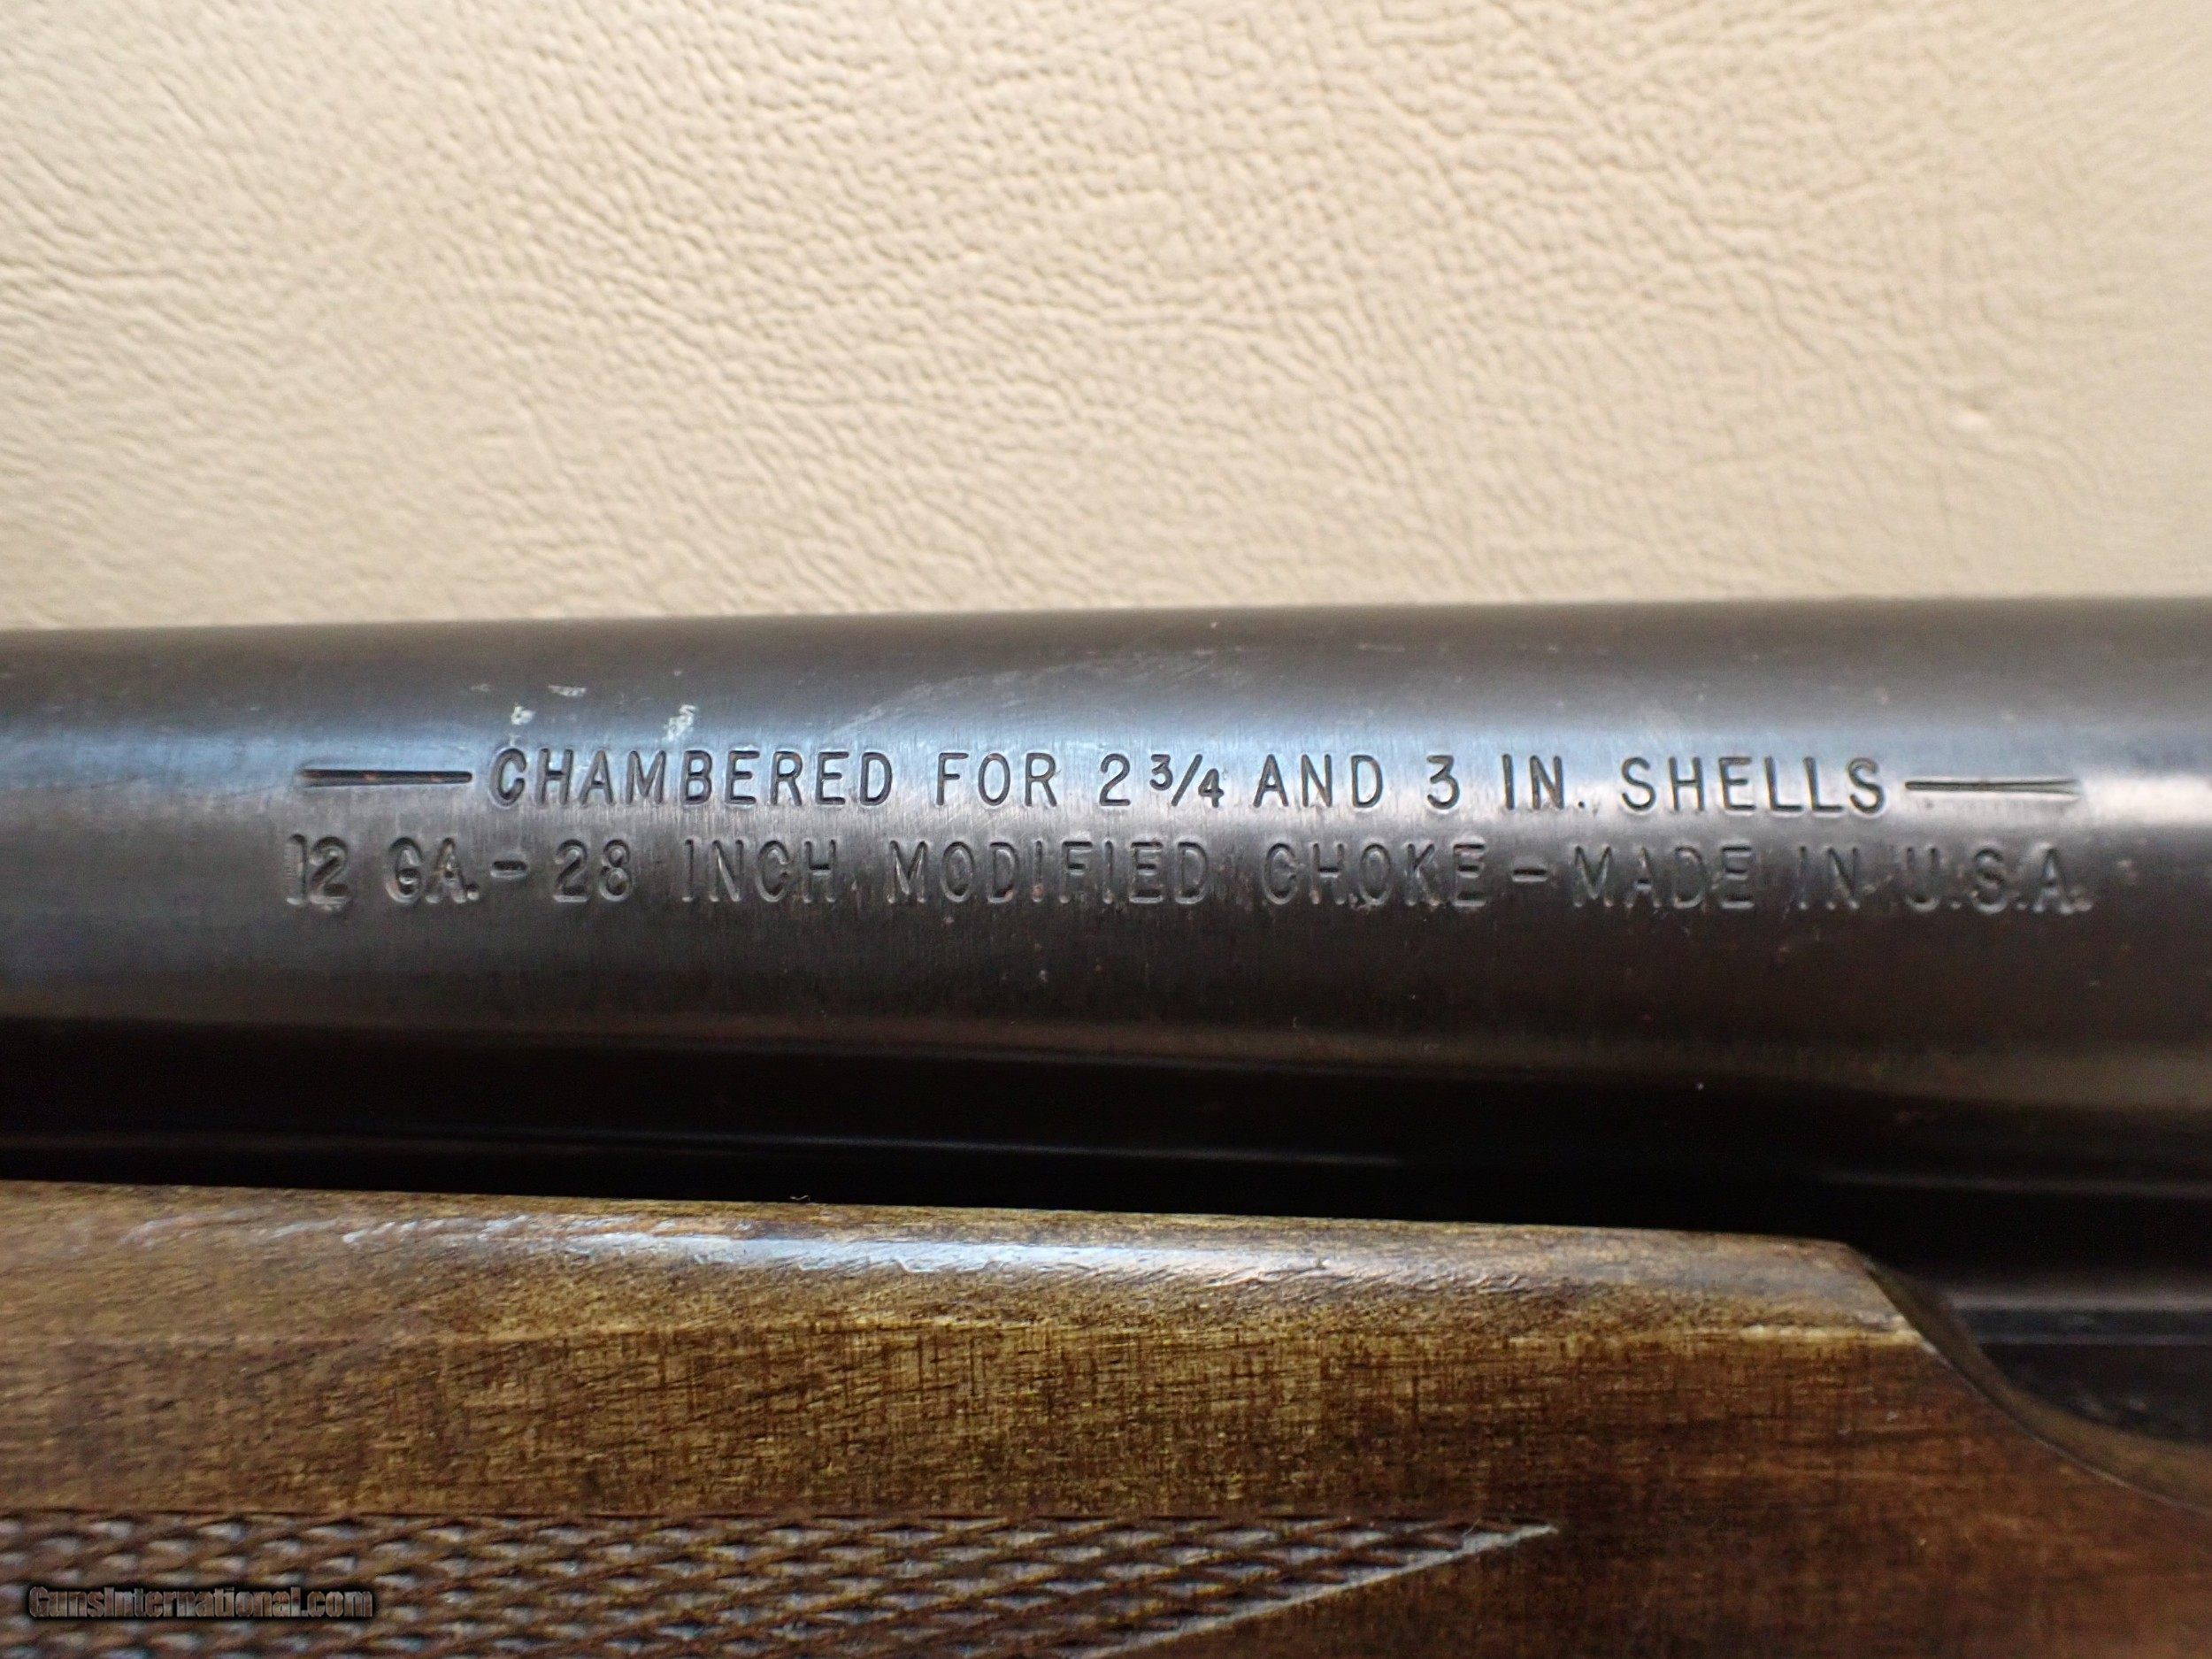 CHAMBERED FOR 2 3/4 AND 3 IN. SHELLS
12 GA.-28 INCH MODIFIED CHOKE-MADE IN U.S.A.
GunsInternational.com